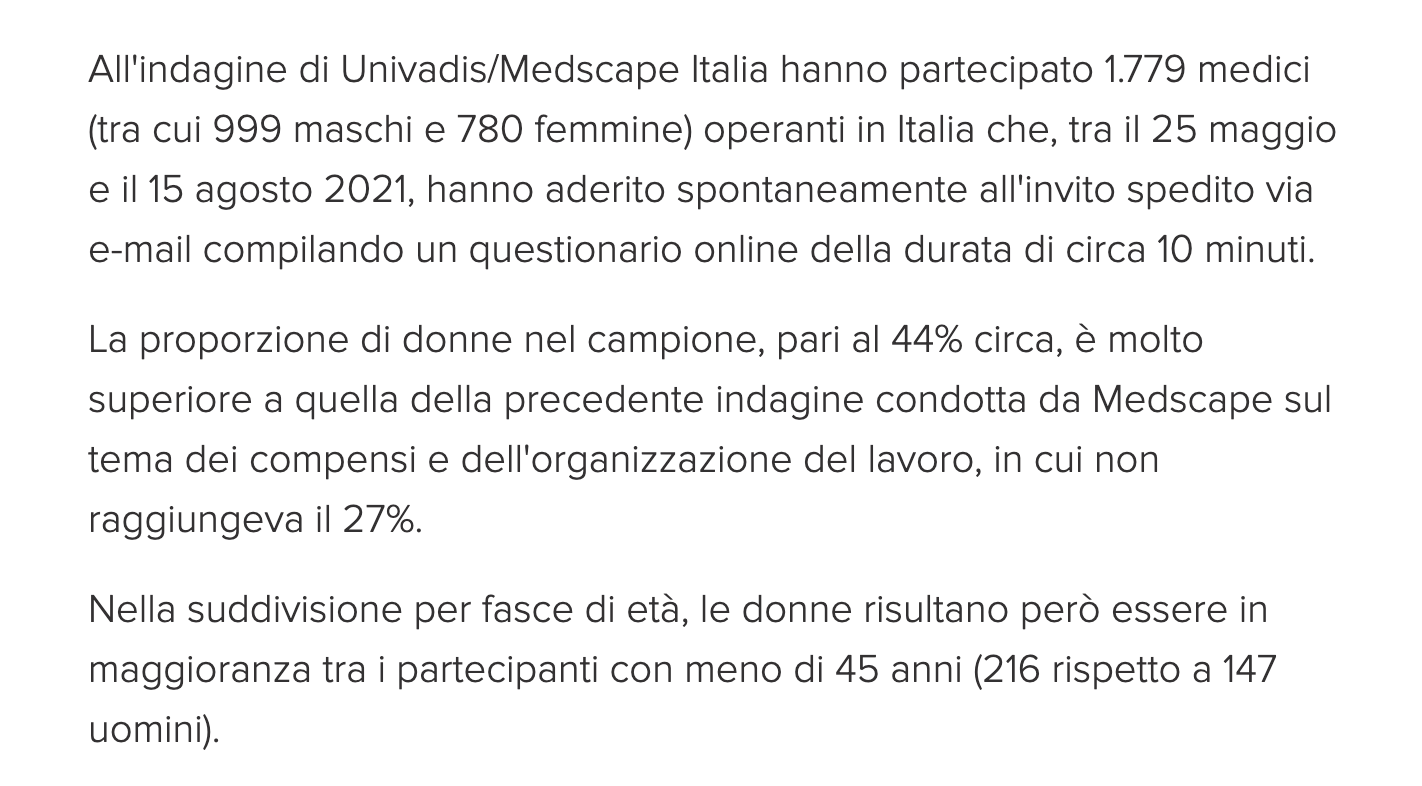 All'indagine di Univadis/Medscape Italia hanno partecipato 1.779 medici
(tra cui 999 maschi e 780 femmine) operanti in Italia che, tra il 25 maggio
e il 15 agosto 2021, hanno aderito spontaneamente all'invito spedito via
e-mail compilando un questionario online della durata di circa 10 minuti.
La proporzione di donne nel campione, pari al 44% circa, è molto
superiore a quella della precedente indagine condotta da Medscape sul
tema dei compensi e dell'organizzazione del lavoro, in cui non
raggiungeva il 27%.
Nella suddivisione per fasce di età, le donne risultano però essere in
maggioranza tra i partecipanti con meno di 45 anni (216 rispetto a 147
uomini).